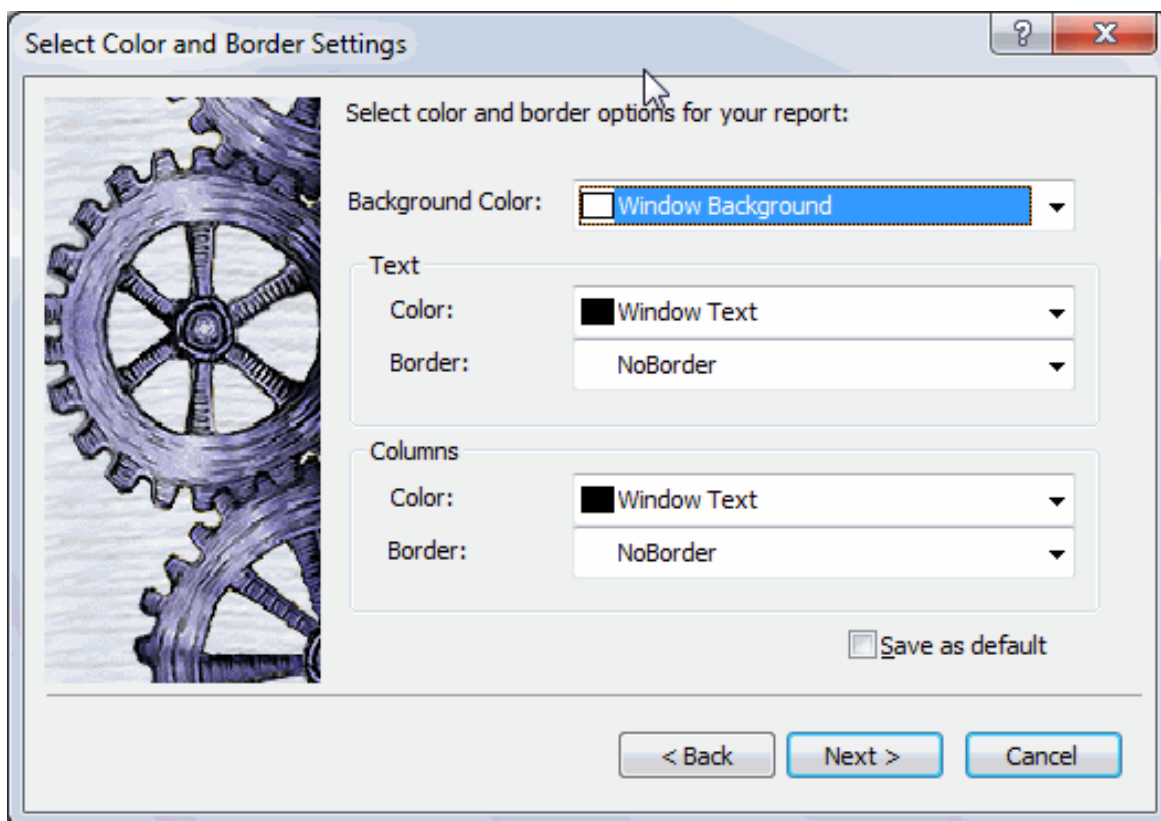 Select Color and Border Settings
Select color and border options for your report:
Background Color: Window Background
Text
Color: Window Text
Border: NoBorder
Columns
Color: Window Text
Border: NoBorder
Save as default
< Back Next > Cancel